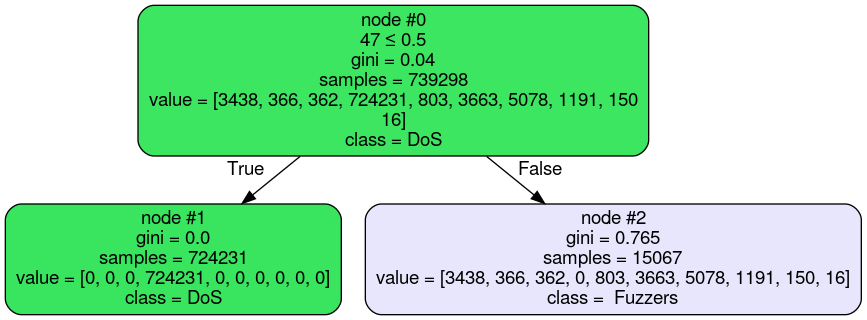 node #0
47 ≤ 0.5
gini = 0.04
samples = 739298
value = [3438, 366, 362, 724231, 803, 3663, 5078, 1191, 150
16]
class = DoS
True
False
node #1
gini = 0.0
samples = 724231
value = [0, 0, 0, 724231, 0, 0, 0, 0, 0, 0]
class = DoS
node #2
gini = 0.765
samples = 15067
value = [3438, 366, 362, 0, 803, 3663, 5078, 1191, 150, 16]
class =  Fuzzers